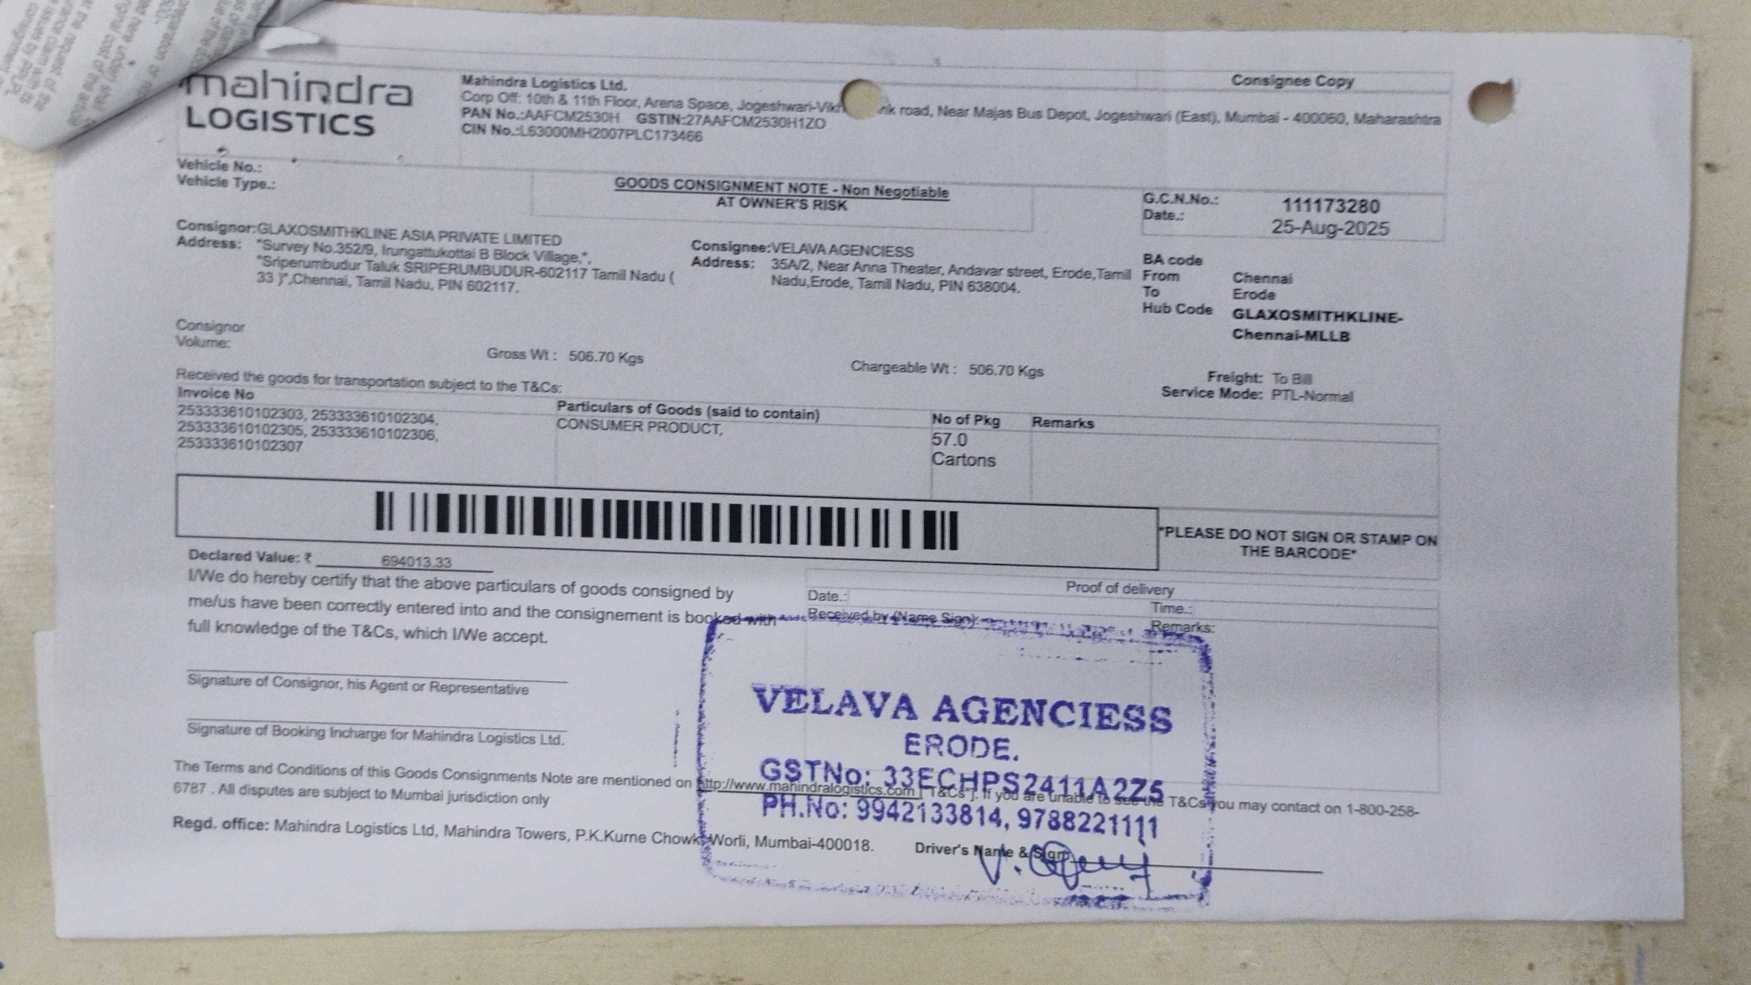 mahindra
LOGISTICS
Mahindra Logistics Ltd.
Corp Off: 10th & 11th Floor, Arena Space, Jogeshwari- road, Near Majas Bus Depot, Jogeshwari (East), Mumbai - 400060, Maharashtra
PAN No.:AAFCM2530H GSTIN:27AAFCM2530H1ZO
CIN No.:L63000MH2007PLC173466
Consignee Copy
Vehicle No.:
Vehicle Type.:
GOODS CONSIGNMENT NOTE - Non Negotiable
AT OWNER'S RISK
G.C.N.No.: 111173280
Date.: 25-Aug-2025
Consignor:GLAXOSMITHKLINE ASIA PRIVATE LIMITED
Address: "Survey No.352/9, Irungattukottai B Block Village,",
"Sriperumbudur Taluk SRIPERUMBUDUR-602117 Tamil Nadu (
33 )",Chennai, Tamil Nadu, PIN 602117.
Consignee:VELAVA AGENCIESS
Address: 35A/2, Near Anna Theater, Andavar street, Erode,Tamil
Nadu,Erode, Tamil Nadu, PIN 638004.
BA code
From Chennai
To Erode
Hub Code GLAXOSMITHKLINE-
Chennai-MLLB
Consignor
Volume:
Gross Wt : 506.70 Kgs
Chargeable Wt : 506.70 Kgs
Freight: To Bill
Service Mode: PTL-Normal
Received the goods for transportation subject to the T&Cs:
Invoice No
253333610102303, 253333610102304,
253333610102305, 253333610102306,
253333610102307
Particulars of Goods (said to contain)
CONSUMER PRODUCT,
No of Pkg
57.0
Cartons
Remarks
*PLEASE DO NOT SIGN OR STAMP ON
THE BARCODE*
Declared Value: ₹ 694013.33
I/We do hereby certify that the above particulars of goods consigned by
me/us have been correctly entered into and the consignement is booked with
full knowledge of the T&Cs, which I/We accept.
Proof of delivery
Date.:
Time.:
Received by (Name Sign):
Remarks:
Signature of Consignor, his Agent or Representative
Signature of Booking Incharge for Mahindra Logistics Ltd.
VELAVA AGENCIESS
ERODE.
GSTNo: 33ECHPS2411A2Z5
PH.No: 9942133814, 9788221111
The Terms and Conditions of this Goods Consignments Note are mentioned on http://www.mahindralogistics.com [ T&Cs ]. If you are unable to see the T&Cs you may contact on 1-800-258-
6787 . All disputes are subject to Mumbai jurisdiction only
Regd. office: Mahindra Logistics Ltd, Mahindra Towers, P.K.Kurne Chowk, Worli, Mumbai-400018.
Driver's Name & Sign